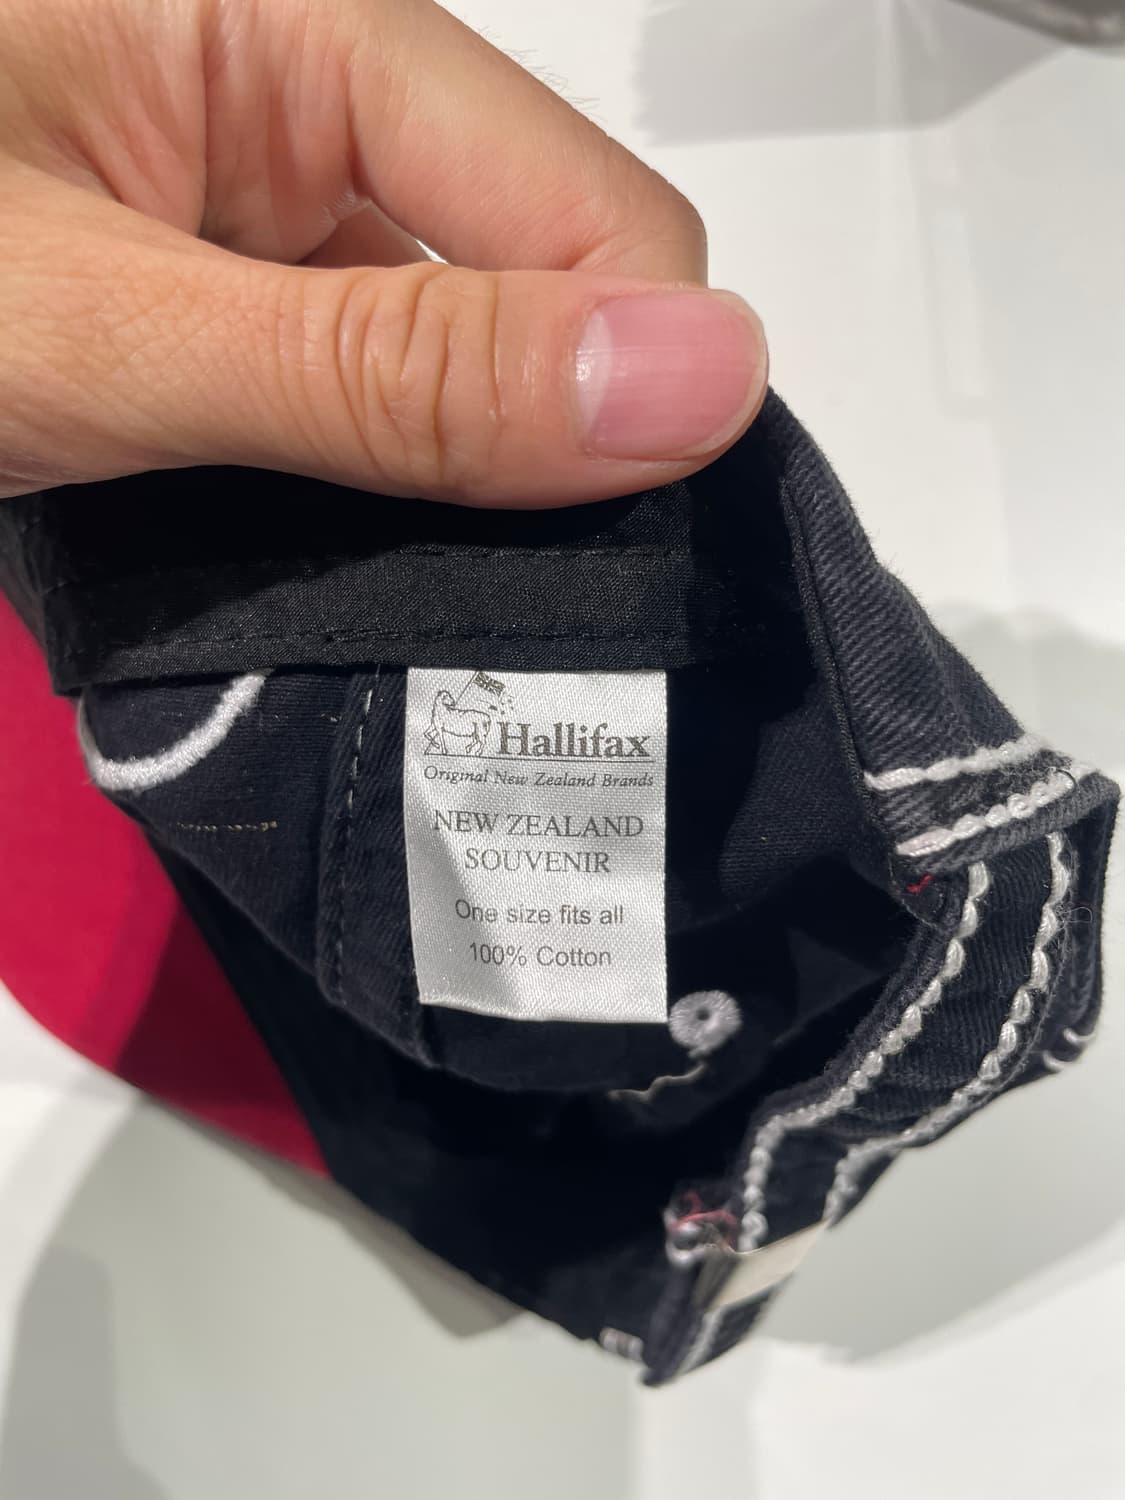 Hallifax
Original New Zealand Brands
NEW ZEALAND
SOUVENIR
One size fits all
100% Cotton